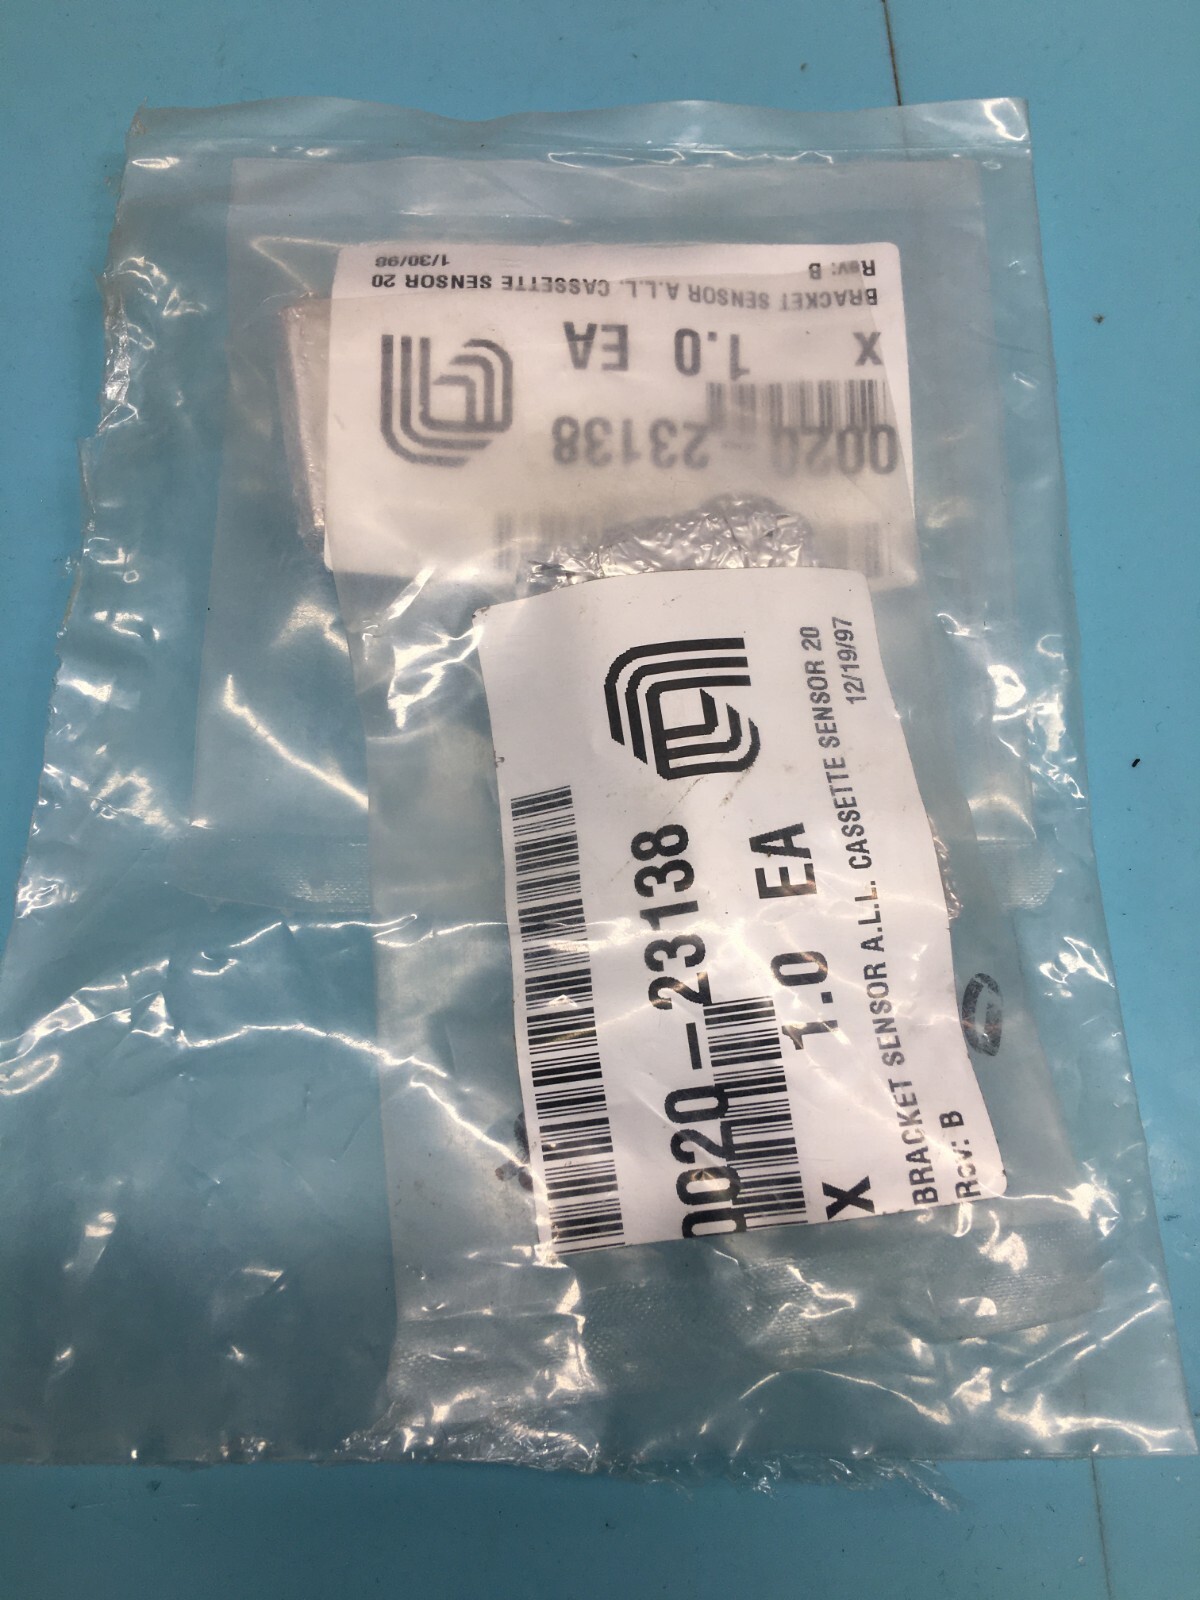 0020-23138
X 1.0 EA
BRACKET SENSOR A.L.L. CASSETTE SENSOR 20
Rev: B 1/30/98
0020-23138
X 1.0 EA
BRACKET SENSOR A.L.L. CASSETTE SENSOR 20
Rev: B 12/19/97